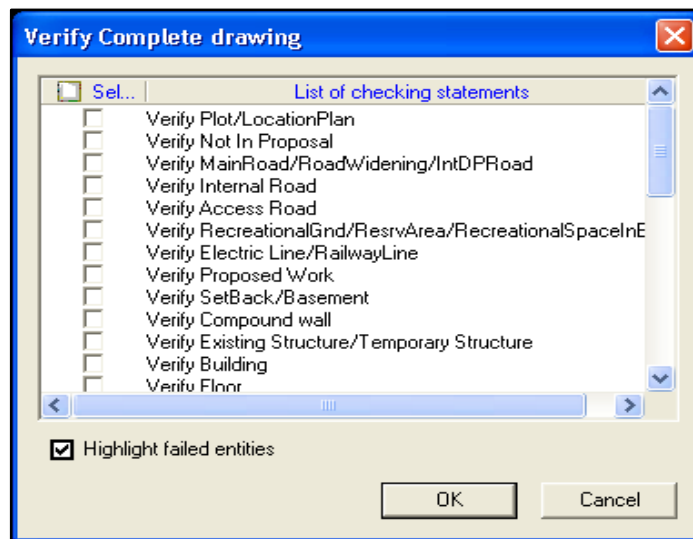 Verify Complete drawing
Sel... List of checking statements
Verify Plot/LocationPlan
Verify Not In Proposal
Verify MainRoad/RoadWidening/IntDPRoad
Verify Internal Road
Verify Access Road
Verify RecreationalGnd/ResrvArea/RecreationalSpaceInE
Verify Electric Line/RailwayLine
Verify Proposed Work
Verify SetBack/Basement
Verify Compound wall
Verify Existing Structure/Temporary Structure
Verify Building
Verify Floor
Highlight failed entities
OK Cancel